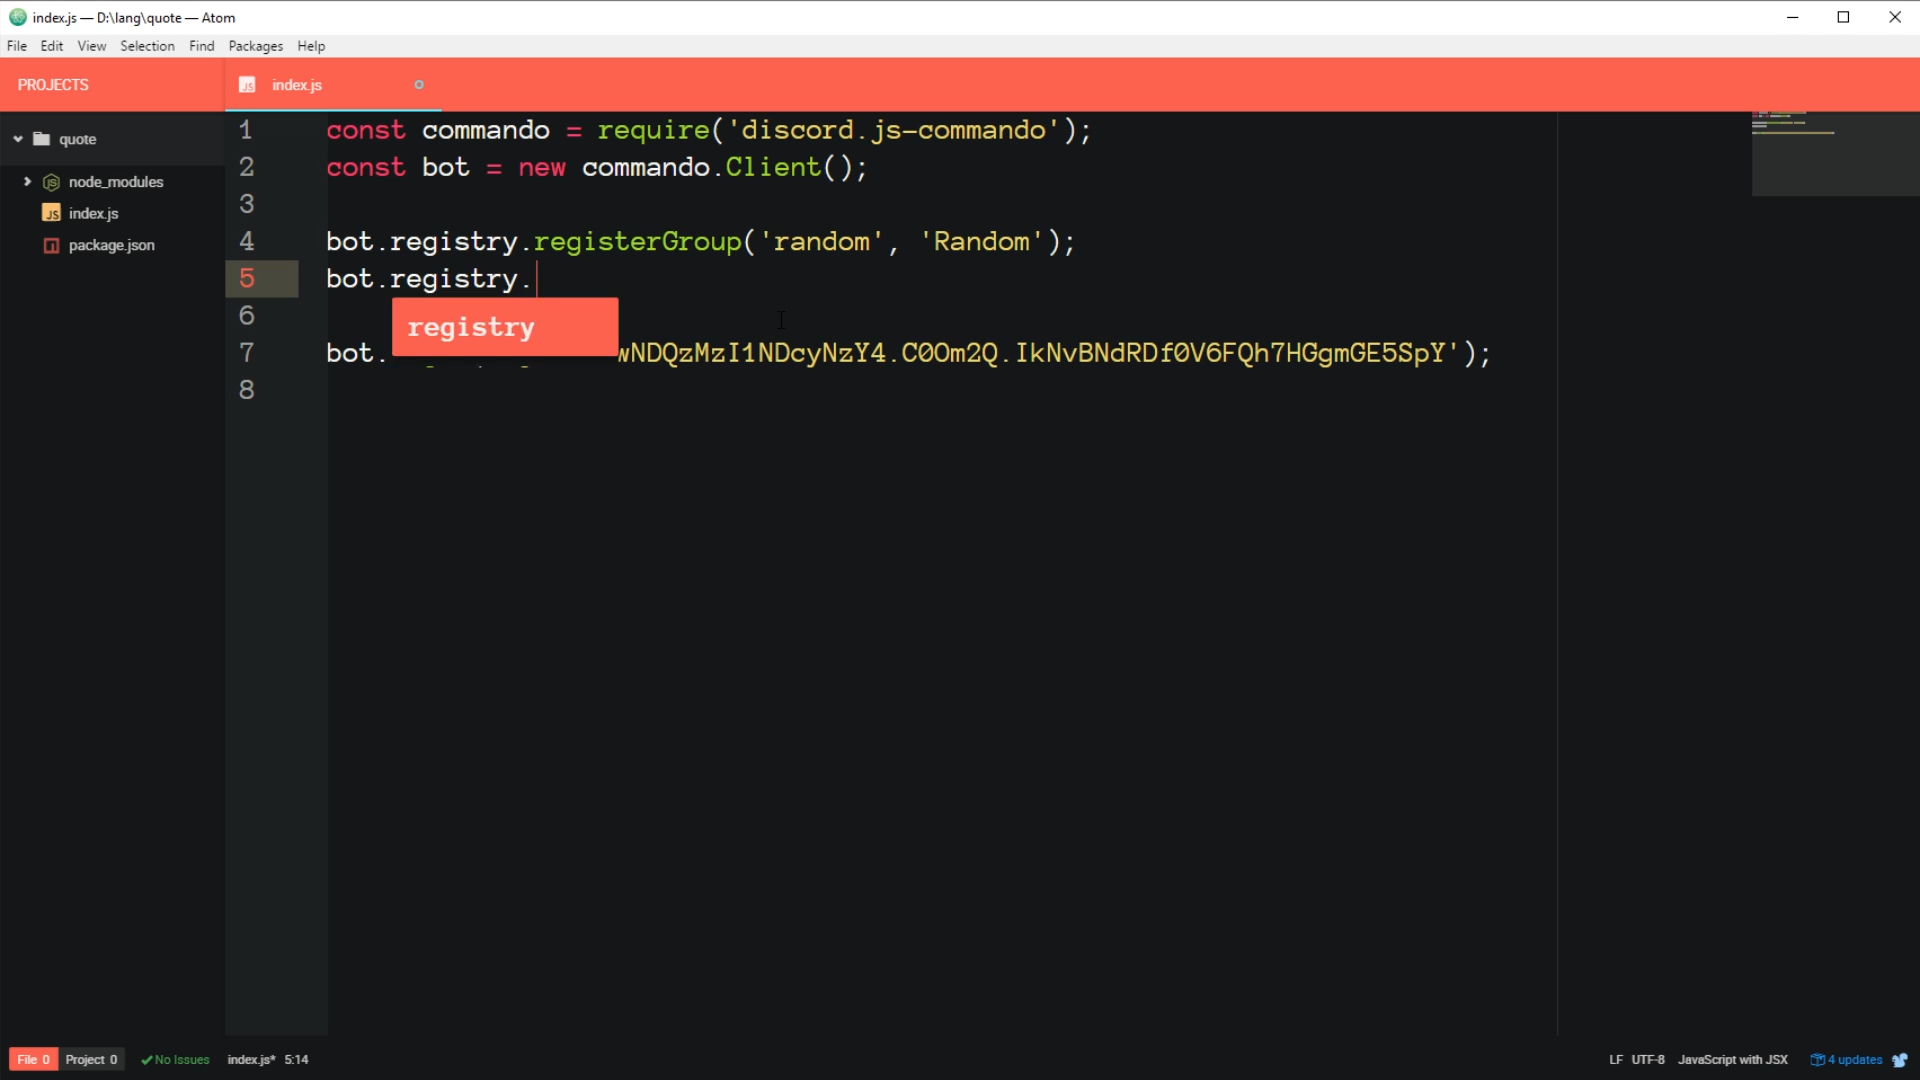 index.js — D:\lang\quote — Atom
File Edit View Selection Find Packages Help
PROJECTS
index.js
quote
node_modules
index.js
package.json
1 const commando = require('discord.js-commando');
2 const bot = new commando.Client();
3
4 bot.registry.registerGroup('random', 'Random');
5 bot.registry.
registry
6
7 bot. wNDQzMzI1NDcyNzY4.C0Om2Q.IkNvBNdRDf0V6FQh7HGgmGE5SpY');
8
File 0 Project 0 No Issues index.js* 5:14
LF UTF-8 JavaScript with JSX 4 updates